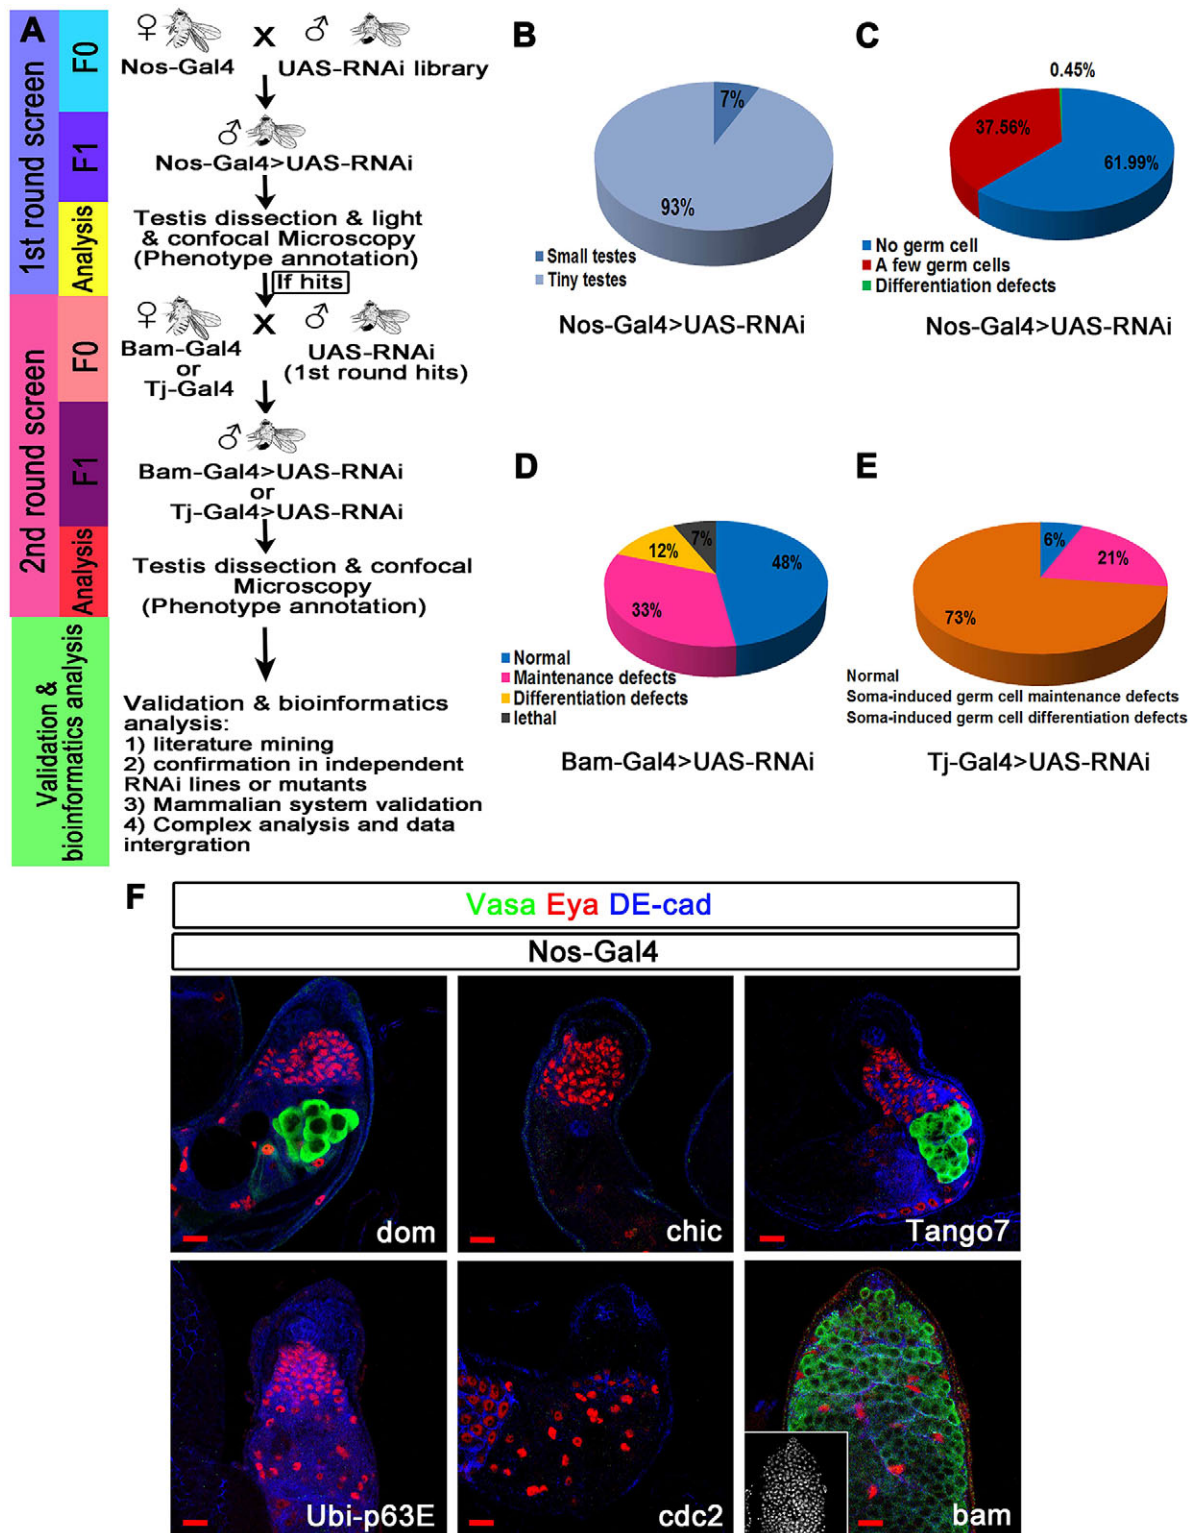 A
1st round screen
F0
F1
Analysis
2nd round screen
F0
F1
Analysis
Validation &
bioinformatics analysis
♀ X ♂
Nos-Gal4 UAS-RNAi library
♂
Nos-Gal4>UAS-RNAi
Testis dissection & light
& confocal Microscopy
(Phenotype annotation)
If hits
♀ X ♂
Bam-Gal4 UAS-RNAi
or (1st round hits)
Tj-Gal4
♂
Bam-Gal4>UAS-RNAi
or
Tj-Gal4>UAS-RNAi
Testis dissection & confocal
Microscopy
(Phenotype annotation)
Validation & bioinformatics
analysis:
1) literature mining
2) confirmation in independent
RNAi lines or mutants
3) Mammalian system validation
4) Complex analysis and data
intergration
B
7%
93%
Small testes
Tiny testes
Nos-Gal4>UAS-RNAi
C
0.45%
37.56%
61.99%
No germ cell
A few germ cells
Differentiation defects
Nos-Gal4>UAS-RNAi
D
7%
12%
48%
33%
Normal
Maintenance defects
Differentiation defects
lethal
Bam-Gal4>UAS-RNAi
E
6%
21%
73%
Normal
Soma-induced germ cell maintenance defects
Soma-induced germ cell differentiation defects
Tj-Gal4>UAS-RNAi
F
Vasa Eya DE-cad
Nos-Gal4
dom
chic
Tango7
Ubi-p63E
cdc2
bam